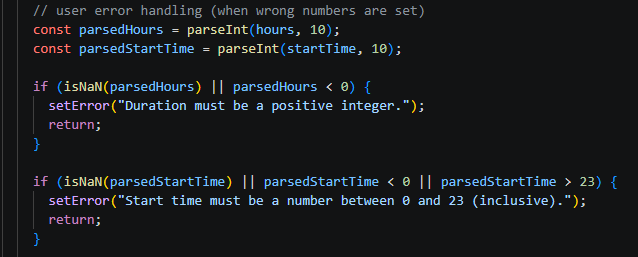 // user error handling (when wrong numbers are set)
const parsedHours = parseInt(hours, 10);
const parsedStartTime = parseInt(startTime, 10);
if (isNaN(parsedHours) || parsedHours < 0) {
setError("Duration must be a positive integer.");
return;
}
if (isNaN(parsedStartTime) || parsedStartTime < 0 || parsedStartTime > 23) {
setError("Start time must be a number between 0 and 23 (inclusive).");
return;
}